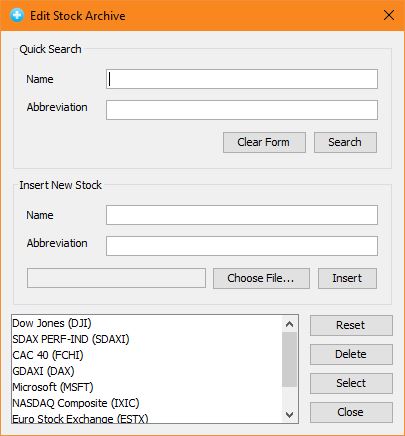 Edit Stock Archive
Quick Search
Name
Abbreviation
Clear Form Search
Insert New Stock
Name
Abbreviation
Choose File... Insert
Dow Jones (DJI)
SDAX PERF-IND (SDAXI)
CAC 40 (FCHI)
GDAXI (DAX)
Microsoft (MSFT)
NASDAQ Composite (IXIC)
Euro Stock Exchange (ESTX)
Reset
Delete
Select
Close